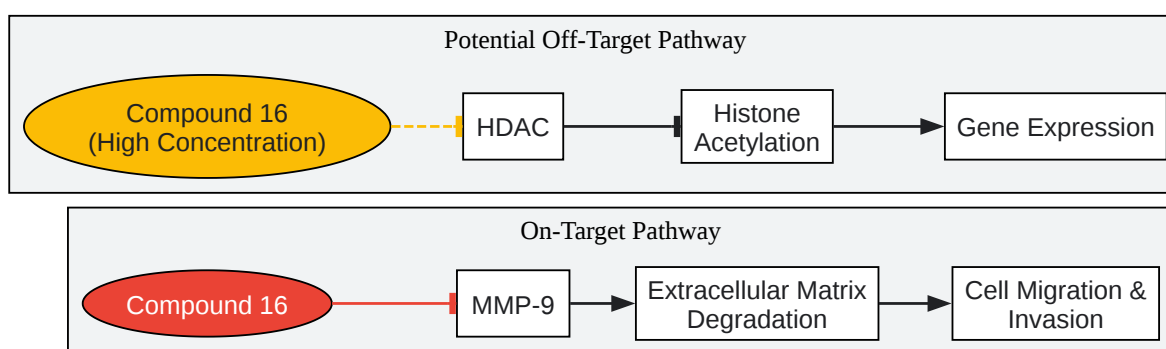 Potential Off-Target Pathway
Compound 16
(High Concentration)
HDAC
Histone
Acetylation
Gene Expression
On-Target Pathway
Compound 16
MMP-9
Extracellular Matrix
Degradation
Cell Migration &
Invasion